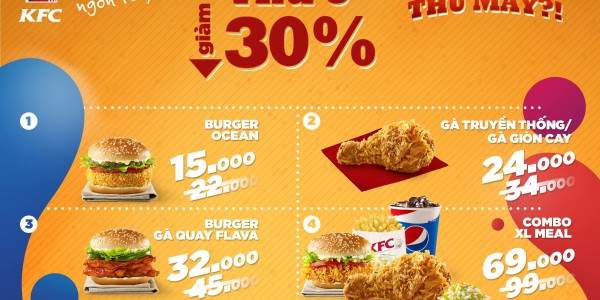 KFC
giảm
30%
THỨ MẤY?!
1
BURGER
OCEAN
15.000
22.000
2
GÀ TRUYỀN THỐNG/
GÀ GIÒN CAY
24.000
34.000
3
BURGER
GÀ QUAY FLAVA
32.000
45.000
4
KFC
pepsi
COMBO
XL MEAL
69.000
99.000